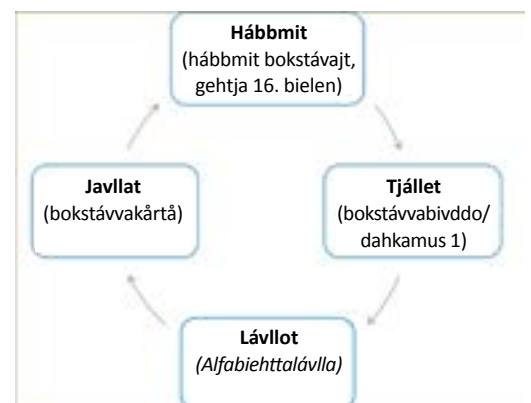 Hábbmit
(hábbmit bokstávajt,
gehtja 16. bielen)
Javllat
(bokstávvakårtå)
Tjállet
(bokstávvabivddo/
dahkamus 1)
Lávllot
(Alfabiehttalávlla)